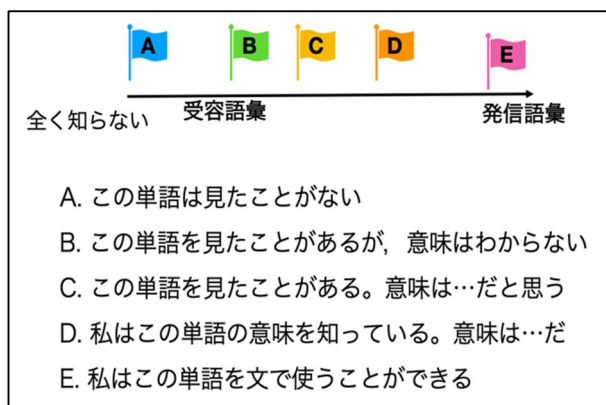 A B C D E
全く知らない 受容語彙 発信語彙
A. この単語は見たことがない
B. この単語を見たことがあるが，意味はわからない
C. この単語を見たことがある。意味は…だと思う
D. 私はこの単語の意味を知っている。意味は…だ
E. 私はこの単語を文で使うことができる